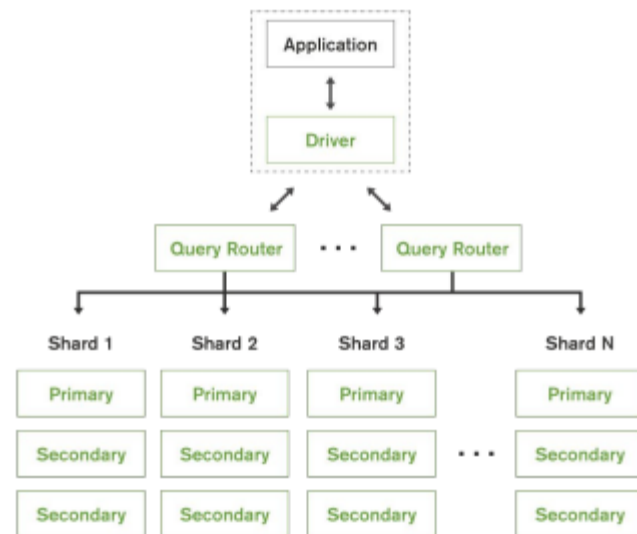 Application
Driver
Query Router ... Query Router
Shard 1 Shard 2 Shard 3 Shard N
Primary Primary Primary Primary
Secondary Secondary Secondary ... Secondary
Secondary Secondary Secondary Secondary